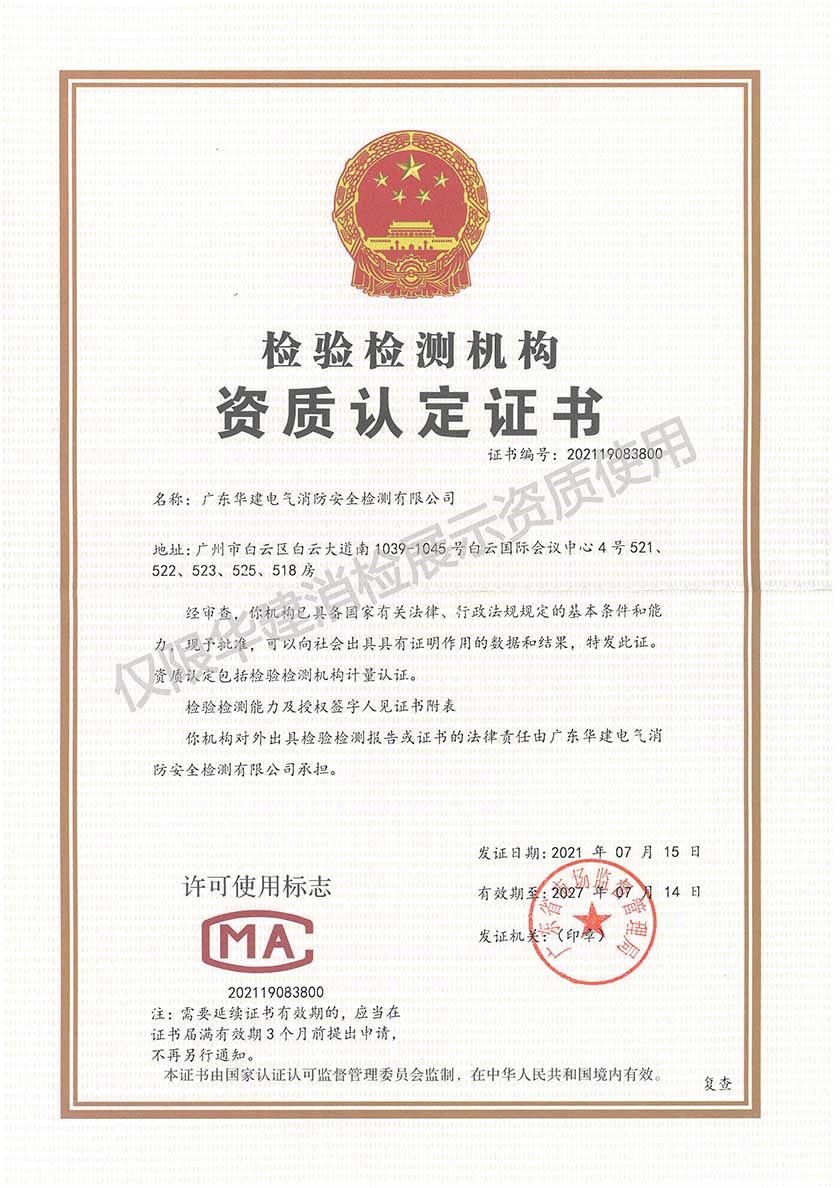 检验检测机构
资质认定证书
证书编号：202119083800
名称：广东华建电气消防安全检测有限公司
地址：广州市白云区白云大道南1039-1045号白云国际会议中心4号521、
522、523、525、518房
经审查，你机构已具备国家有关法律、行政法规规定的基本条件和能
力，现予批准，可以向社会出具具有证明作用的数据和结果，特发此证。
资质认定包括检验检测机构计量认证。
检验检测能力及授权签字人见证书附表
你机构对外出具检验检测报告或证书的法律责任由广东华建电气消
防安全检测有限公司承担。
仅限华建消检展示资质使用
发证日期：2021 年 07 月 15 日
有效期至：2027 年 07 月 14 日
发证机关：（印章）
广东省市场监督管理局
许可使用标志
CMA
202119083800
注：需要延续证书有效期的，应当在
证书届满有效期3个月前提出申请，
不再另行通知。
本证书由国家认证认可监督管理委员会监制，在中华人民共和国境内有效。
复查